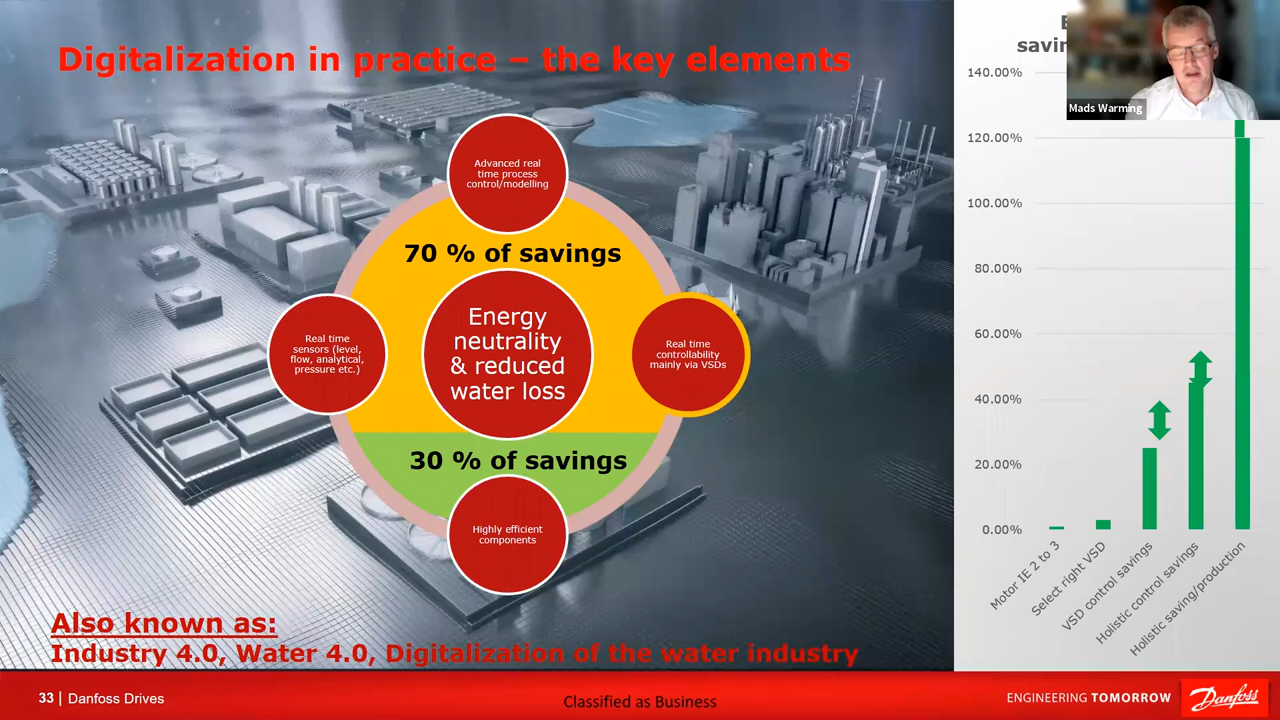 Digitalization in practice – the key elements
Advanced real
time process
control/modelling
70 % of savings
Real time
sensors (level,
flow, analytical,
pressure etc.)
Energy
neutrality
& reduced
water loss
Real time
controllability
mainly via VSDs
30 % of savings
Highly efficient
components
Also known as:
Industry 4.0, Water 4.0, Digitalization of the water industry
Mads Warming
140.00%
120.00%
100.00%
80.00%
60.00%
40.00%
20.00%
0.00%
Motor IE 2 to 3
Select right VSD
VSD control savings
Holistic control savings
Holistic saving/production
33 | Danfoss Drives
Classified as Business
ENGINEERING TOMORROW
Danfoss